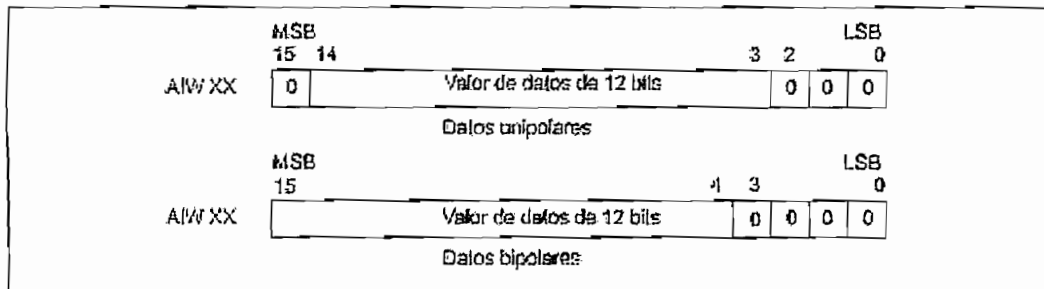 MSB LSB
15 14 3 2 0
AIW XX 0 Valor de datos de 12 bits 0 0 0
Datos unipolares
MSB LSB
15 4 3 0
AIW XX Valor de datos de 12 bits 0 0 0 0
Datos bipolares